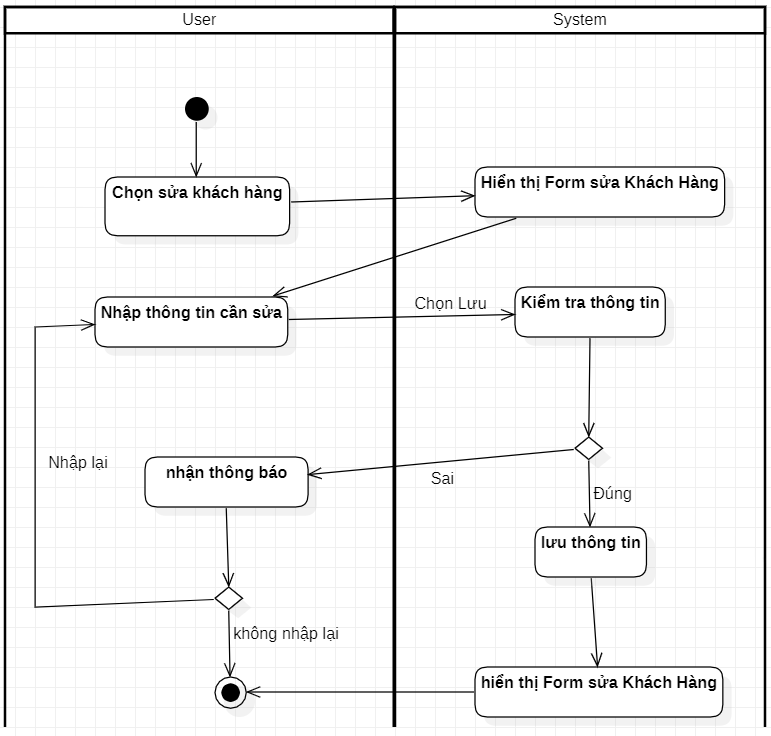 User
System
Chọn sửa khách hàng
Hiển thị Form sửa Khách Hàng
Nhập thông tin cần sửa
Chọn Lưu
Kiểm tra thông tin
Nhập lại
nhận thông báo
Sai
Đúng
lưu thông tin
không nhập lại
hiển thị Form sửa Khách Hàng